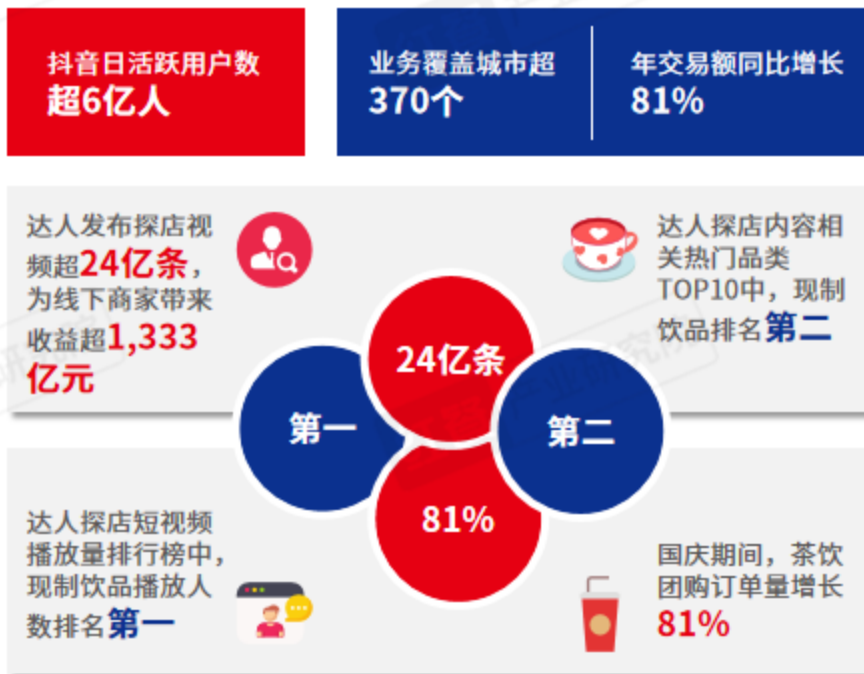 抖音日活跃用户数
超6亿人
业务覆盖城市超
370个
年交易额同比增长
81%
达人发布探店视
频超24亿条，
为线下商家带来
收益超1,333
亿元
达人探店内容相
关热门品类
TOP10中，现制
饮品排名第二
24亿条
第一
第二
81%
达人探店短视频
播放量排行榜中，
现制饮品播放人
数排名第一
国庆期间，茶饮
团购订单量增长
81%